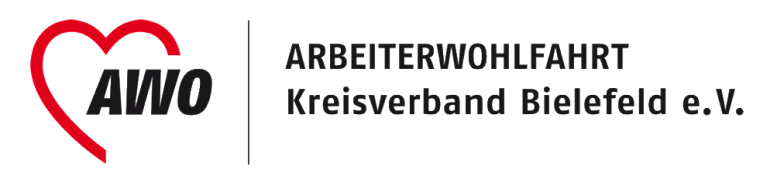 AWO
ARBEITERWOHLFAHRT
Kreisverband Bielefeld e.V.